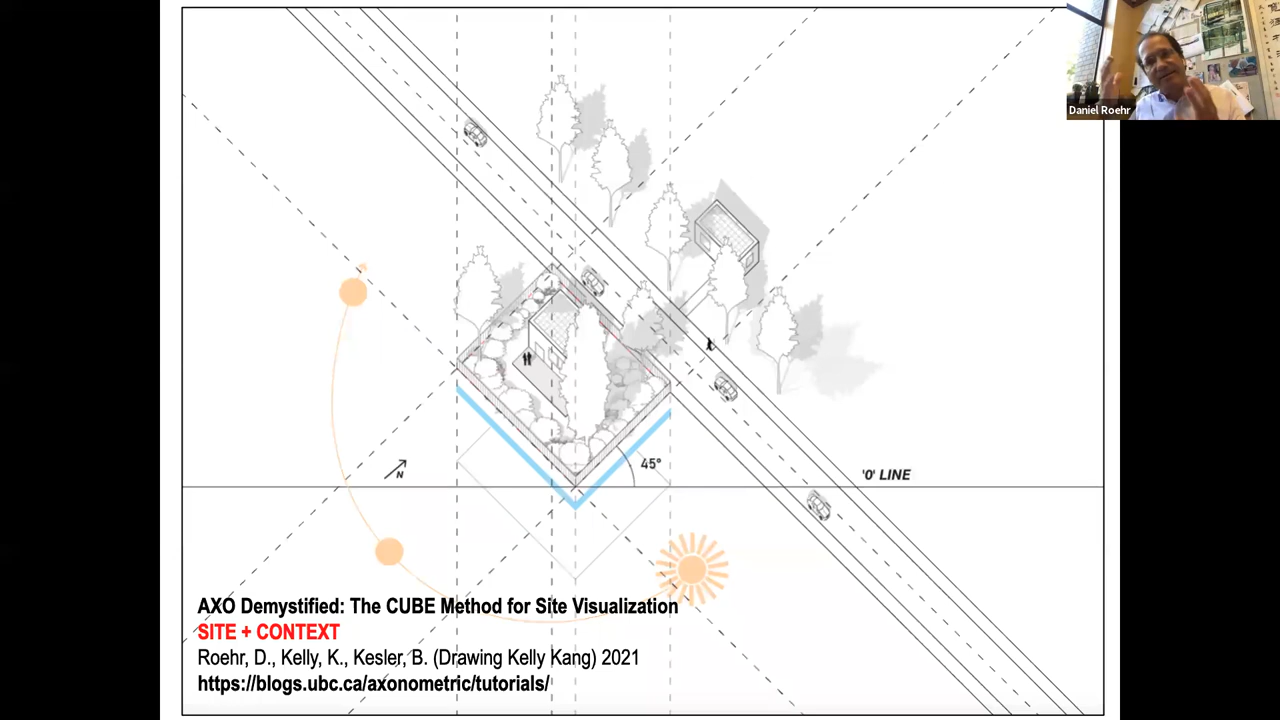 Daniel Roehr
45°
'0' LINE
N
AXO Demystified: The CUBE Method for Site Visualization
SITE + CONTEXT
Roehr, D., Kelly, K., Kesler, B. (Drawing Kelly Kang) 2021
https://blogs.ubc.ca/axonometric/tutorials/